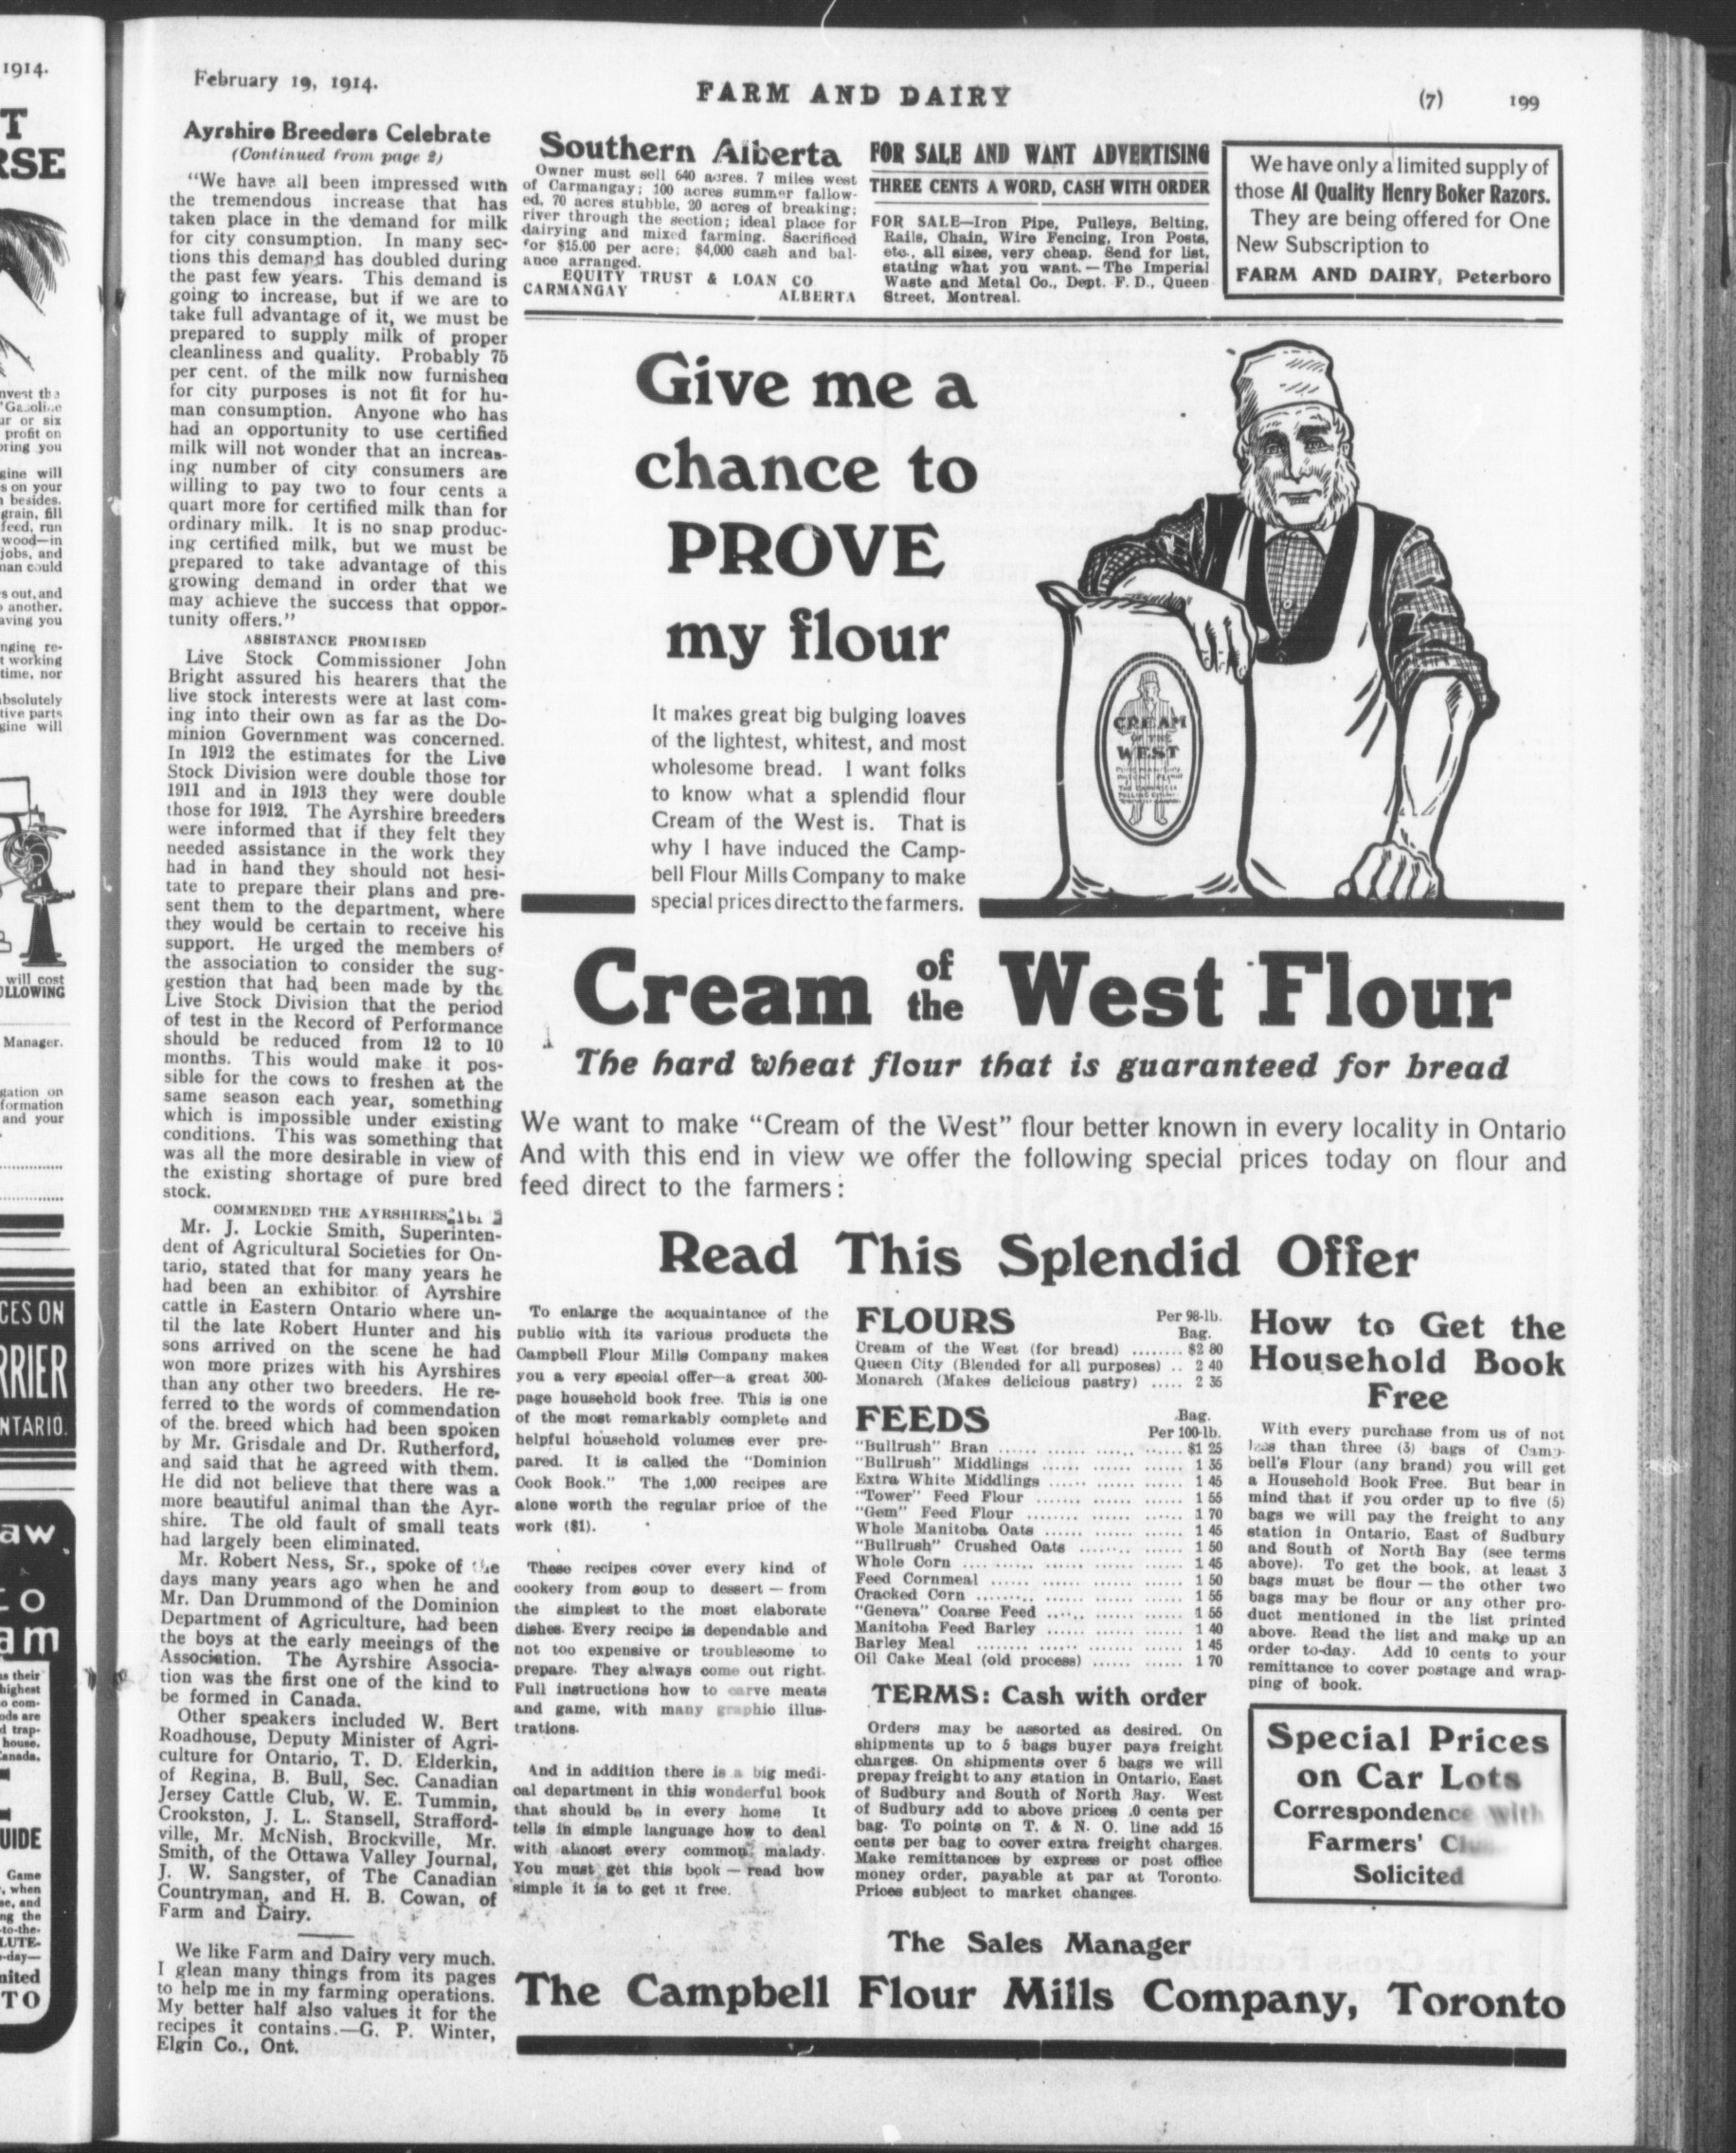 February 19, 1914.
FARM AND DAIRY
(7)
199
Ayrshire Breeders Celebrate
(Continued from page 2)
"We have all been impressed with
the tremendous increase that has
taken place in the demand for milk
for city consumption. In many sec-
tions this demand has doubled during
the past few years. This demand is
going to increase, but if we are to
take full advantage of it, we must be
prepared to supply milk of proper
cleanliness and quality. Probably 75
per cent. of the milk now furnished
for city purposes is not fit for hu-
man consumption. Anyone who has
had an opportunity to use certified
milk will not wonder that an increas-
ing number of city consumers are
willing to pay two to four cents a
quart more for certified milk than for
ordinary milk. It is no snap produc-
ing certified milk, but we must be
prepared to take advantage of this
growing demand in order that we
may achieve the success that oppor-
tunity offers."
ASSISTANCE PROMISED
Live Stock Commissioner John
Bright assured his hearers that the
live stock interests were at last com-
ing into their own as far as the Do-
minion Government was concerned.
In 1912 the estimates for the Live
Stock Division were double those for
1911 and in 1913 they were double
those for 1912. The Ayrshire breeders
were informed that if they felt they
needed assistance in the work they
had in hand they should not hesi-
tate to prepare their plans and pre-
sent them to the department, where
they would be certain to receive his
support. He urged the members of
the association to consider the sug-
gestion that had been made by the
Live Stock Division that the period
of test in the Record of Performance
should be reduced from 12 to 10
months. This would make it pos-
sible for the cows to freshen at the
same season each year, something
which is impossible under existing
conditions. This was something that
was all the more desirable in view of
the existing shortage of pure bred
stock.
COMMENDED THE AYRSHIRES
Mr. J. Lockie Smith, Superinten-
dent of Agricultural Societies for On-
tario, stated that for many years he
had been an exhibitor of Ayrshire
cattle in Eastern Ontario where un-
til the late Robert Hunter and his
sons arrived on the scene he had
won more prizes with his Ayrshires
than any other two breeders. He re-
ferred to the words of commendation
of the breed which had been spoken
by Mr. Grisdale and Dr. Rutherford,
and said that he agreed with them.
He did not believe that there was a
more beautiful animal than the Ayr-
shire. The old fault of small teats
had largely been eliminated.
Mr. Robert Ness, Sr., spoke of the
days many years ago when he and
Mr. Dan Drummond of the Dominion
Department of Agriculture, had been
the boys at the early meeings of the
Association. The Ayrshire Associa-
tion was the first one of the kind to
be formed in Canada.
Other speakers included W. Bert
Roadhouse, Deputy Minister of Agri-
culture for Ontario, T. D. Elderkin,
of Regina, B. Bull, Sec. Canadian
Jersey Cattle Club, W. E. Tummin,
Crookston, J. L. Stansell, Strafford-
ville, Mr. McNish, Brockville, Mr.
Smith, of the Ottawa Valley Journal,
J. W. Sangster, of The Canadian
Countryman, and H. B. Cowan, of
Farm and Dairy.
We like Farm and Dairy very much.
I glean many things from its pages
to help me in my farming operations.
My better half also values it for the
recipes it contains.—G. P. Winter,
Elgin Co., Ont.
Southern Alberta
Owner must sell 640 acres. 7 miles west
of Carmangay; 100 acres summer fallow-
ed, 70 acres stubble, 20 acres of breaking;
river through the section; ideal place for
dairying and mixed farming. Sacrificed
for $15.00 per acre; $4,000 cash and bal-
ance arranged.
EQUITY TRUST & LOAN CO
CARMANGAY ALBERTA
FOR SALE AND WANT ADVERTISING
THREE CENTS A WORD, CASH WITH ORDER
FOR SALE—Iron Pipe, Pulleys, Belting,
Rails, Chain, Wire Fencing, Iron Posts,
etc., all sizes, very cheap. Send for list,
stating what you want.—The Imperial
Waste and Metal Co., Dept. F. D., Queen
Street, Montreal.
We have only a limited supply of
those A1 Quality Henry Boker Razors.
They are being offered for One
New Subscription to
FARM AND DAIRY, Peterboro
Give me a
chance to
PROVE
my flour
It makes great big bulging loaves
of the lightest, whitest, and most
wholesome bread. I want folks
to know what a splendid flour
Cream of the West is. That is
why I have induced the Camp-
bell Flour Mills Company to make
special prices direct to the farmers.
CREAM
OF THE
WEST
Cream of the West Flour
The hard wheat flour that is guaranteed for bread
We want to make "Cream of the West" flour better known in every locality in Ontario
And with this end in view we offer the following special prices today on flour and
feed direct to the farmers:
Read This Splendid Offer
To enlarge the acquaintance of the
public with its various products the
Campbell Flour Mills Company makes
you a very special offer—a great 300-
page household book free. This is one
of the most remarkably complete and
helpful household volumes ever pre-
pared. It is called the "Dominion
Cook Book." The 1,000 recipes are
alone worth the regular price of the
work ($1).
These recipes cover every kind of
cookery from soup to dessert — from
the simplest to the most elaborate
dishes. Every recipe is dependable and
not too expensive or troublesome to
prepare. They always come out right.
Full instructions how to carve meats
and game, with many graphic illus-
trations.
And in addition there is a big medi-
cal department in this wonderful book
that should be in every home It
tells in simple language how to deal
with almost every common malady.
You must get this book — read how
simple it is to get it free.
FLOURS Per 98-lb. Bag.
Cream of the West (for bread) ........ $2 80
Queen City (Blended for all purposes) .. 2 40
Monarch (Makes delicious pastry) ..... 2 35
FEEDS Bag. Per 100-lb.
"Bullrush" Bran ...... $1 25
"Bullrush" Middlings ...... 1 35
Extra White Middlings ...... 1 45
"Tower" Feed Flour ...... 1 55
"Gem" Feed Flour ...... 1 70
Whole Manitoba Oats ...... 1 45
"Bullrush" Crushed Oats ...... 1 50
Whole Corn ...... 1 45
Feed Cornmeal ...... 1 50
Cracked Corn ...... 1 55
"Geneva" Coarse Feed ...... 1 55
Manitoba Feed Barley ...... 1 40
Barley Meal ...... 1 45
Oil Cake Meal (old process) ...... 1 70
TERMS: Cash with order
Orders may be assorted as desired. On
shipments up to 5 bags buyer pays freight
charges. On shipments over 5 bags we will
prepay freight to any station in Ontario, East
of Sudbury and South of North Bay. West
of Sudbury add to above prices 0 cents per
bag. To points on T. & N. O. line add 15
cents per bag to cover extra freight charges.
Make remittances by express or post office
money order, payable at par at Toronto.
Prices subject to market changes.
How to Get the
Household Book
Free
With every purchase from us of not
less than three (3) bags of Camp-
bell's Flour (any brand) you will get
a Household Book Free. But bear in
mind that if you order up to five (5)
bags we will pay the freight to any
station in Ontario, East of Sudbury
and South of North Bay (see terms
above). To get the book, at least 3
bags must be flour — the other two
bags may be flour or any other pro-
duct mentioned in the list printed
above. Read the list and make up an
order to-day. Add 10 cents to your
remittance to cover postage and wrap-
ping of book.
Special Prices
on Car Lots
Correspondence with
Farmers'
Solicited
The Sales Manager
The Campbell Flour Mills Company, Toronto